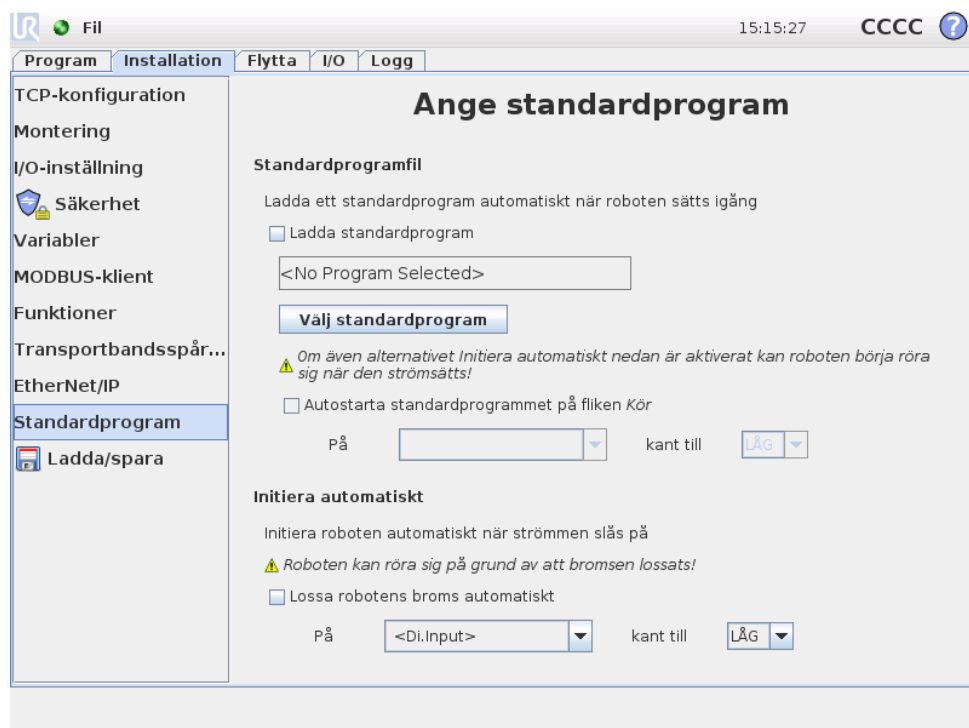 UR Fil 15:15:27 CCCC ?
Program Installation Flytta I/O Logg
TCP-konfiguration
Montering
I/O-inställning
Säkerhet
Variabler
MODBUS-klient
Funktioner
Transportbandsspår...
EtherNet/IP
Standardprogram
Ladda/spara
Ange standardprogram
Standardprogramfil
Ladda ett standardprogram automatiskt när roboten sätts igång
Ladda standardprogram
<No Program Selected>
Välj standardprogram
Om även alternativet Initiera automatiskt nedan är aktiverat kan roboten börja röra
sig när den strömsätts!
Autostarta standardprogrammet på fliken Kör
På kant till LÅG
Initiera automatiskt
Initiera roboten automatiskt när strömmen slås på
Roboten kan röra sig på grund av att bromsen lossats!
Lossa robotens broms automatiskt
På <Di.Input> kant till LÅG